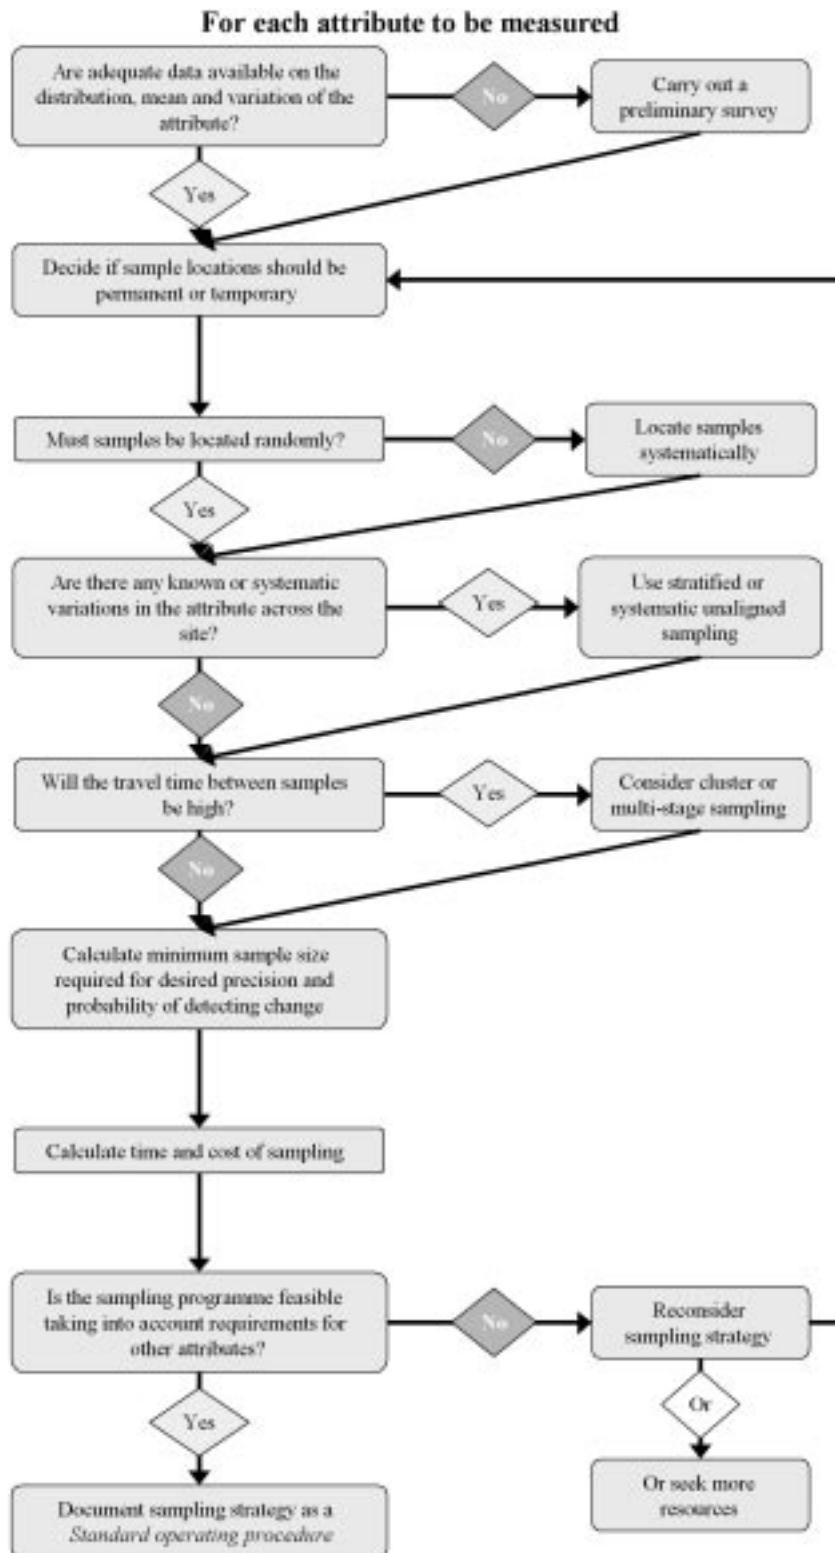 For each attribute to be measured
Are adequate data available on the
distribution, mean and variation of the
attribute?
No
Carry out a
preliminary survey
Yes
Decide if sample locations should be
permanent or temporary
Must samples be located randomly?
No
Locate samples
systematically
Yes
Are there any known or systematic
variations in the attribute across the
site?
Yes
Use stratified or
systematic unaligned
sampling
No
Will the travel time between samples
be high?
Yes
Consider cluster or
multi-stage sampling
No
Calculate minimum sample size
required for desired precision and
probability of detecting change
Calculate time and cost of sampling
Is the sampling programme feasible
taking into account requirements for
other attributes?
No
Reconsider
sampling strategy
Yes
Or
Document sampling strategy as a
Standard operating procedure
Or seek more
resources